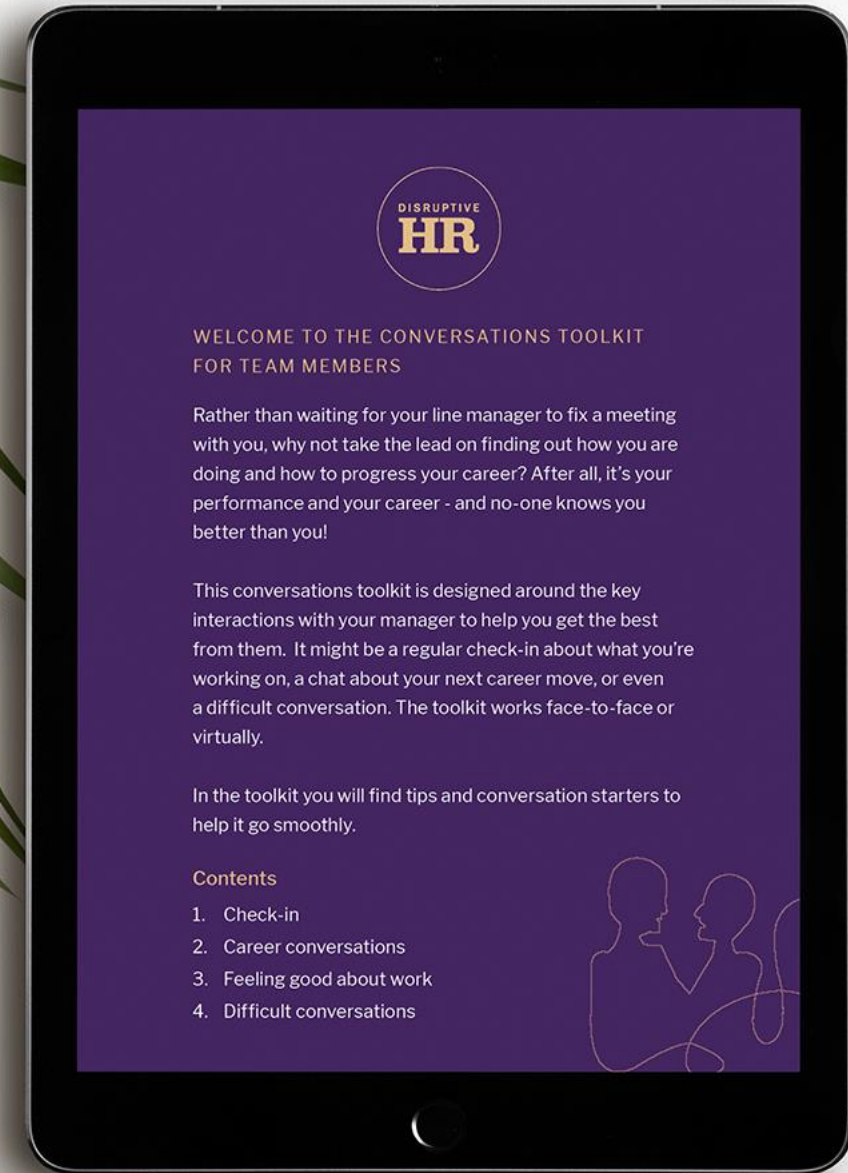 DISRUPTIVE
HR
WELCOME TO THE CONVERSATIONS TOOLKIT
FOR TEAM MEMBERS
Rather than waiting for your line manager to fix a meeting
with you, why not take the lead on finding out how you are
doing and how to progress your career? After all, it's your
performance and your career - and no-one knows you
better than you!
This conversations toolkit is designed around the key
interactions with your manager to help you get the best
from them.  It might be a regular check-in about what you're
working on, a chat about your next career move, or even
a difficult conversation. The toolkit works face-to-face or
virtually.
In the toolkit you will find tips and conversation starters to
help it go smoothly.
Contents
1. Check-in
2. Career conversations
3. Feeling good about work
4. Difficult conversations